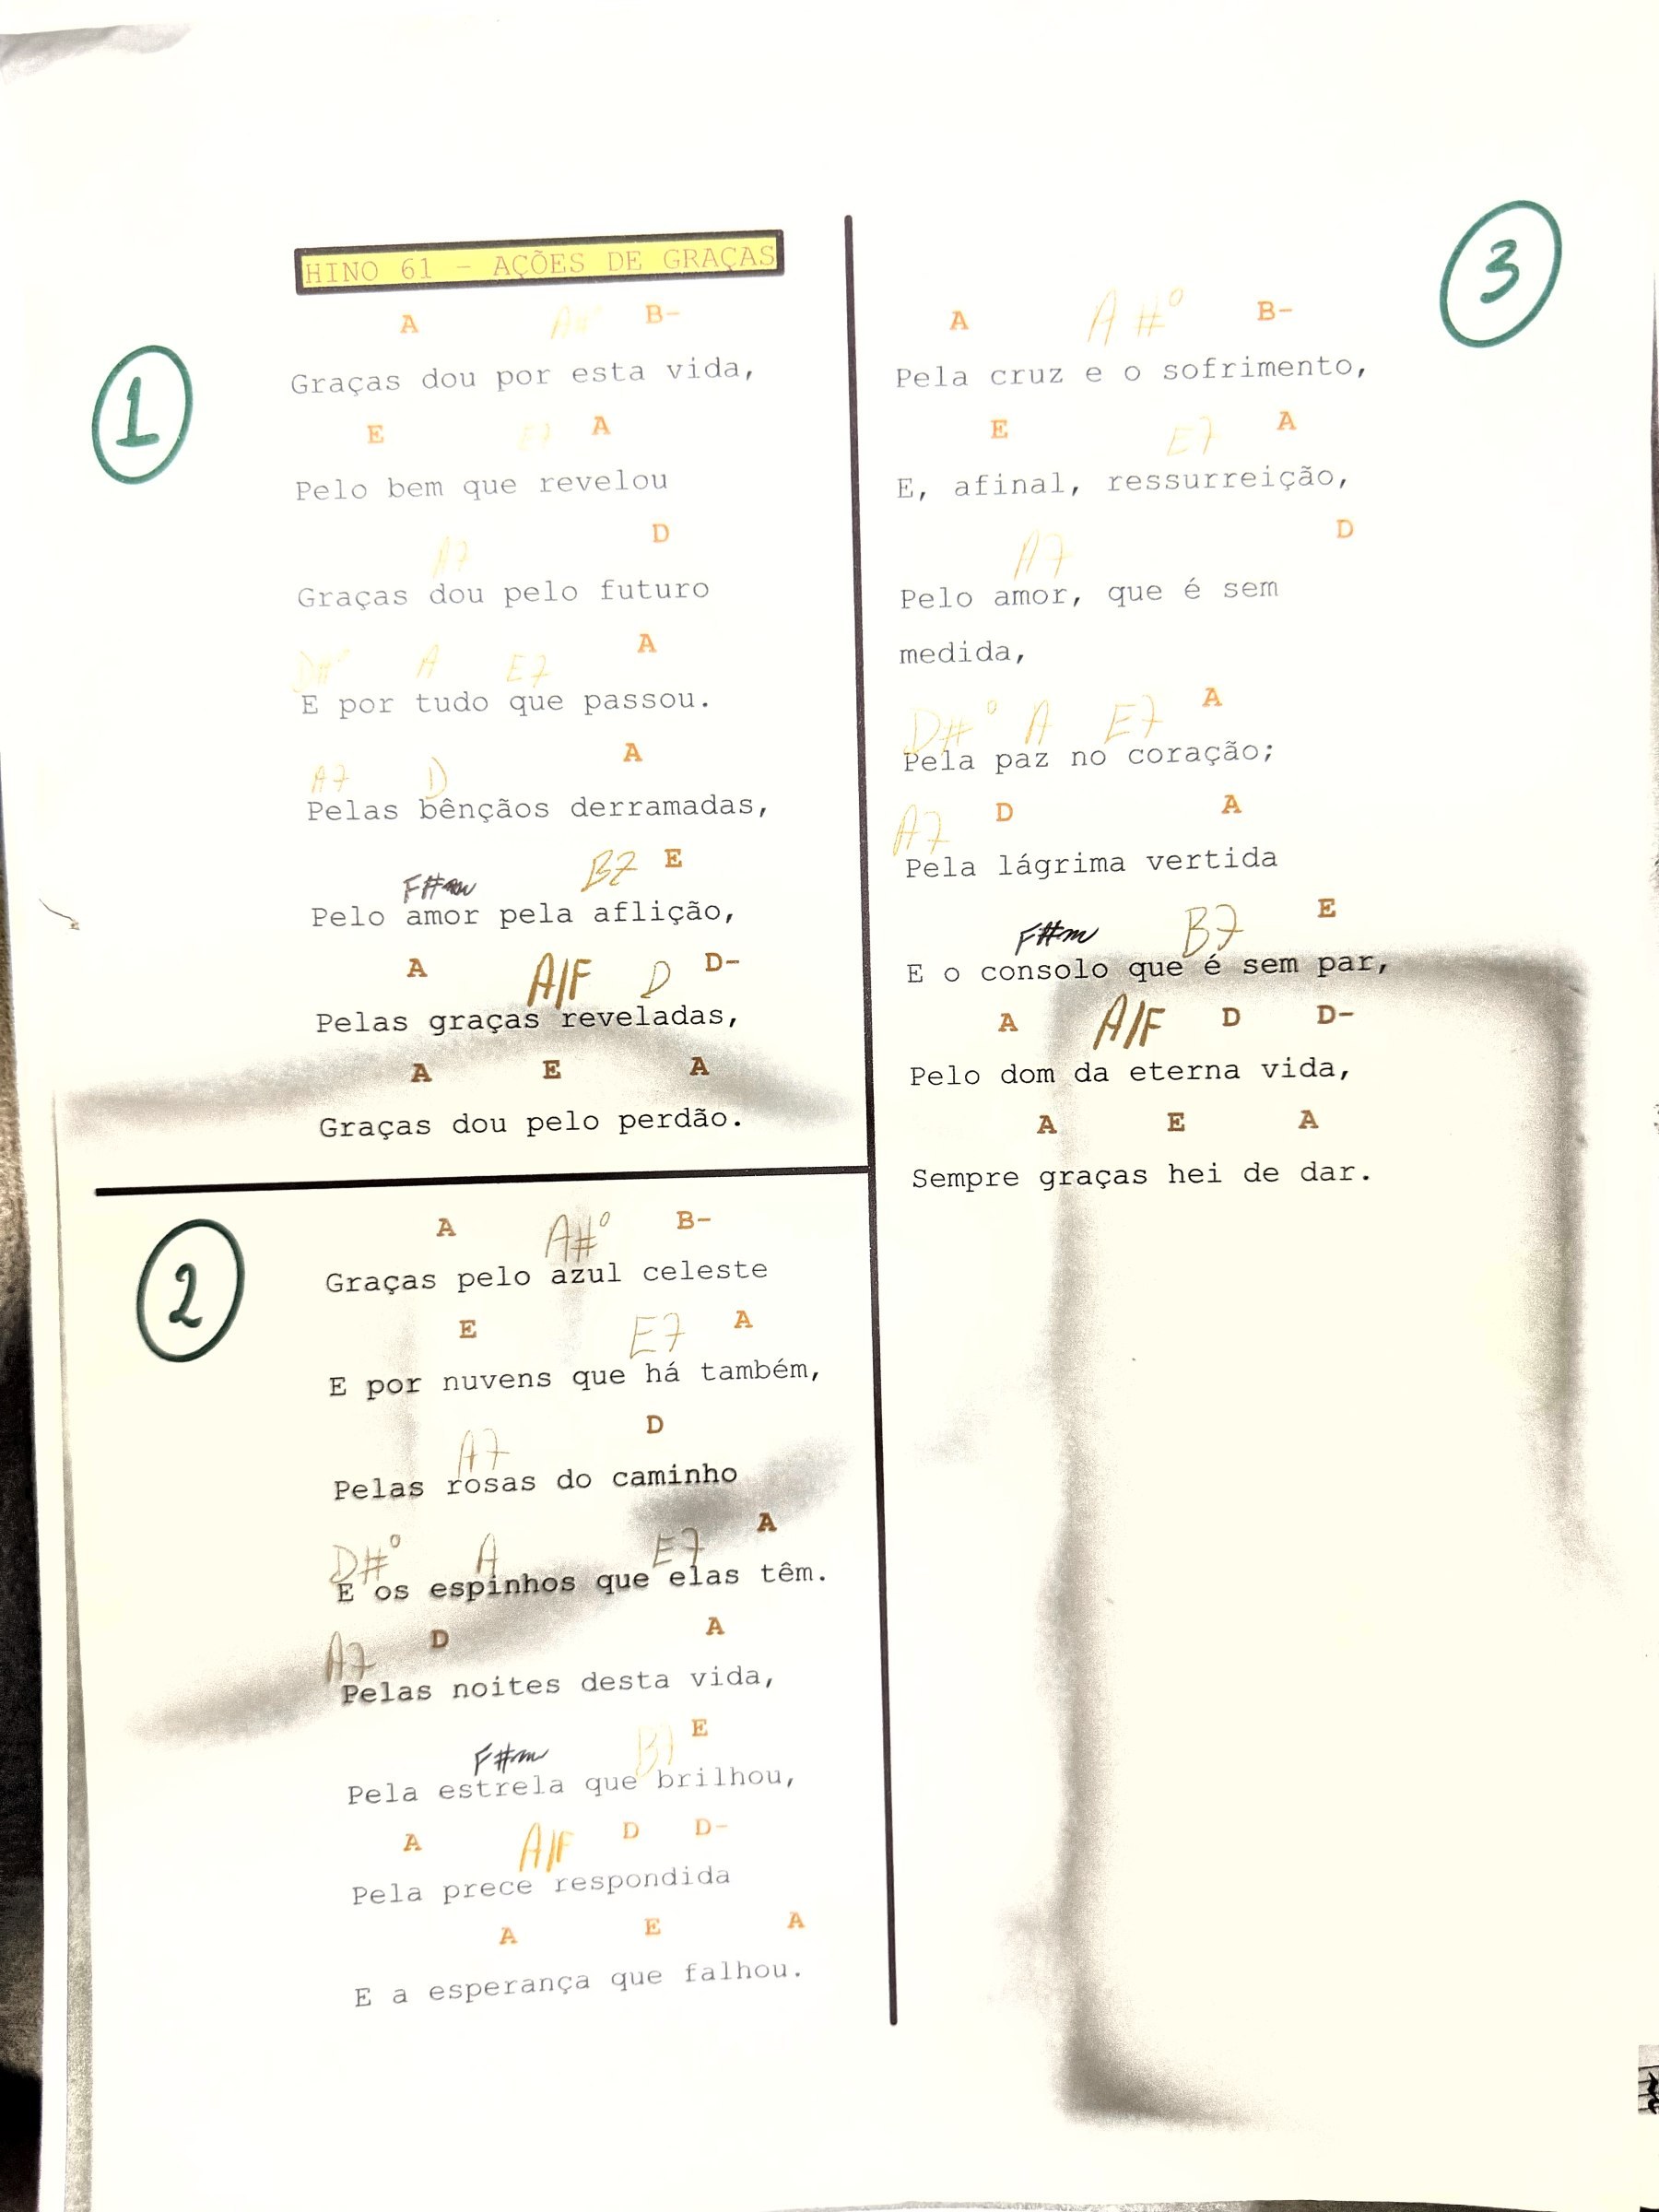 HINO 61 - AÇÕES DE GRAÇAS
1
A A#° B-
Graças dou por esta vida,
E E7 A
Pelo bem que revelou
A7 D
Graças dou pelo futuro
D#° A E7 A
E por tudo que passou.
A7 D A
Pelas bênçãos derramadas,
F#m B7 E
Pelo amor pela aflição,
A A/F D D-
Pelas graças reveladas,
A E A
Graças dou pelo perdão.
2
A A#° B-
Graças pelo azul celeste
E E7 A
E por nuvens que há também,
A7 D
Pelas rosas do caminho
D#° A E7 A
E os espinhos que elas têm.
A7 D A
Pelas noites desta vida,
F#m B7 E
Pela estrela que brilhou,
A A/F D D-
Pela prece respondida
A E A
E a esperança que falhou.
3
A A#° B-
Pela cruz e o sofrimento,
E E7 A
E, afinal, ressurreição,
A7 D
Pelo amor, que é sem
medida,
D#° A E7 A
Pela paz no coração;
A7 D A
Pela lágrima vertida
F#m B7 E
E o consolo que é sem par,
A A/F D D-
Pelo dom da eterna vida,
A E A
Sempre graças hei de dar.